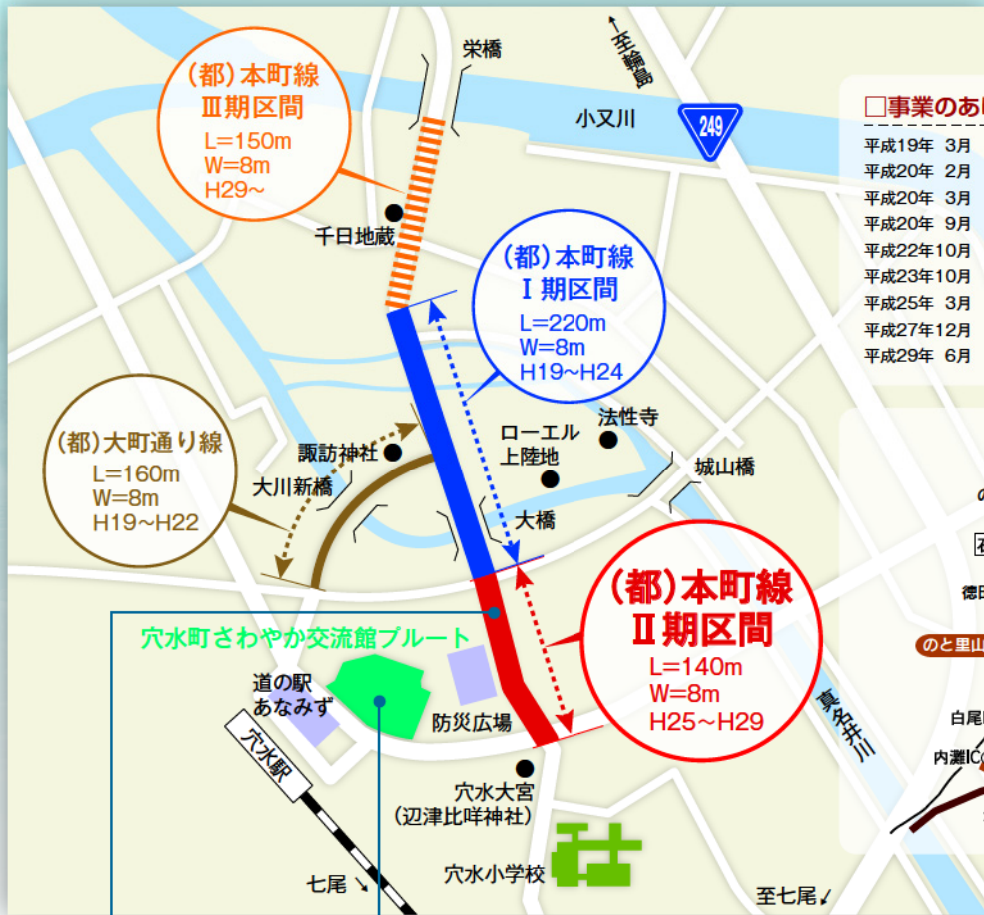 栄橋
↑至輪島
小又川
249
(都)本町線
Ⅲ期区間
L=150m
W=8m
H29~
千日地蔵
(都)本町線
Ⅰ期区間
L=220m
W=8m
H19~H24
(都)大町通り線
L=160m
W=8m
H19~H22
諏訪神社
大川新橋
ローエル
上陸地
法性寺
城山橋
大橋
(都)本町線
Ⅱ期区間
L=140m
W=8m
H25~H29
穴水町さわやか交流館プルート
道の駅
あなみず
防災広場
穴水駅
穴水大宮
(辺津比咩神社)
穴水小学校
七尾↘
至七尾↙
真名井川
□事業のあ
平成19年 3月
平成20年 2月
平成20年 3月
平成20年 9月
平成22年10月
平成23年10月
平成25年 3月
平成27年12月
平成29年 6月
の
徳田
のと里山
白尾
内灘IC